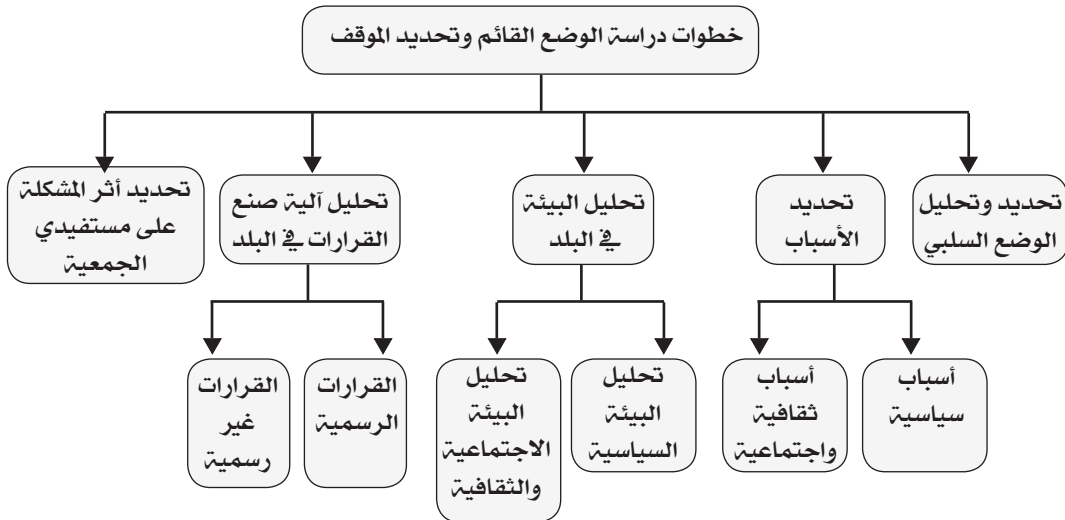 خطوات دراسة الوضع القائم وتحديد الموقف
تحديد وتحليل
الوضع السلبي
تحديد
الأسباب
تحليل البيئة
في البلد
تحليل آلية صنع
القرارات في البلد
تحديد أثر المشكلة
على مستفيدي
الجمعية
أسباب
سياسية
أسباب
ثقافية
واجتماعية
تحليل
البيئة
السياسية
تحليل
البيئة
الاجتماعية
والثقافية
القرارات
الرسمية
القرارات
غير
رسمية